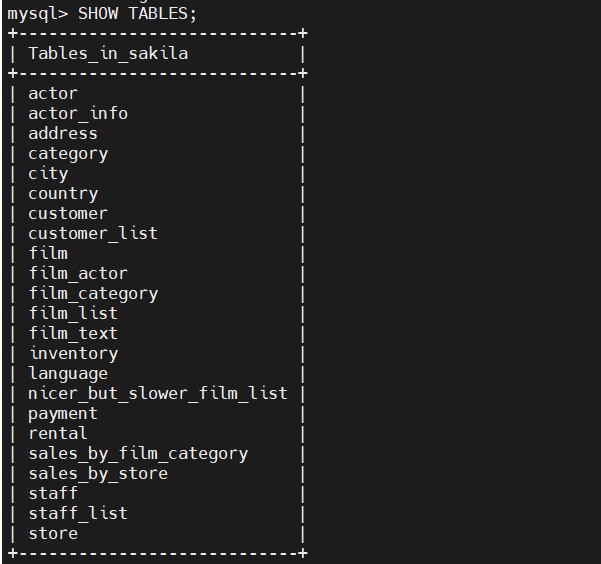 mysql> SHOW TABLES;
+----------------------------+
| Tables_in_sakila           |
+----------------------------+
| actor                      |
| actor_info                 |
| address                    |
| category                   |
| city                       |
| country                    |
| customer                   |
| customer_list              |
| film                       |
| film_actor                 |
| film_category              |
| film_list                  |
| film_text                  |
| inventory                  |
| language                   |
| nicer_but_slower_film_list |
| payment                    |
| rental                     |
| sales_by_film_category     |
| sales_by_store             |
| staff                      |
| staff_list                 |
| store                      |
+----------------------------+